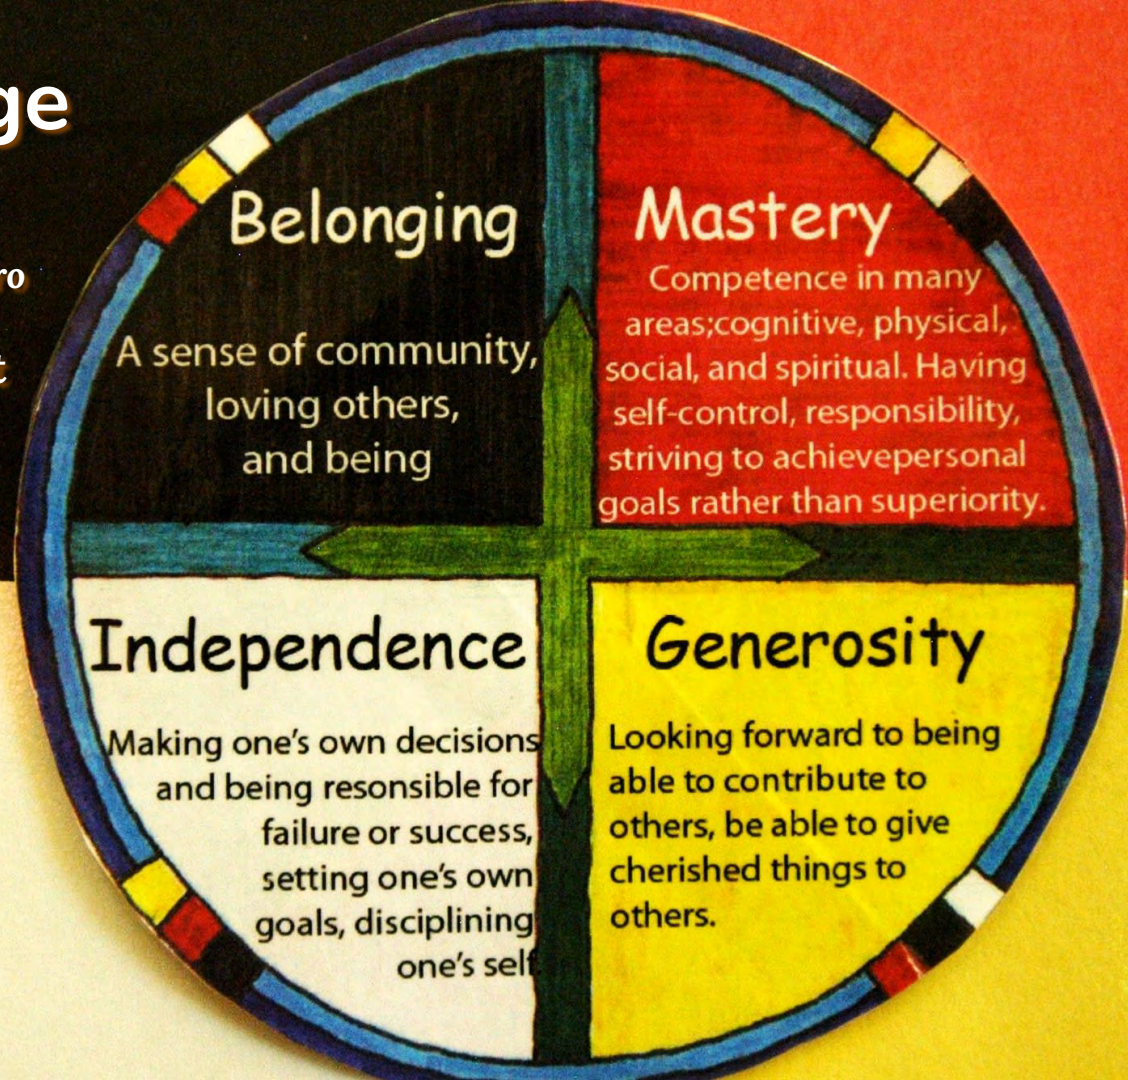 ge
ro
t
Belonging
A sense of community,
loving others,
and being
Mastery
Competence in many
areas;cognitive, physical,
social, and spiritual. Having
self-control, responsibility,
striving to achievepersonal
goals rather than superiority.
Independence
Making one's own decisions
and being resonsible for
failure or success,
setting one's own
goals, disciplining
one's self
Generosity
Looking forward to being
able to contribute to
others, be able to give
cherished things to
others.